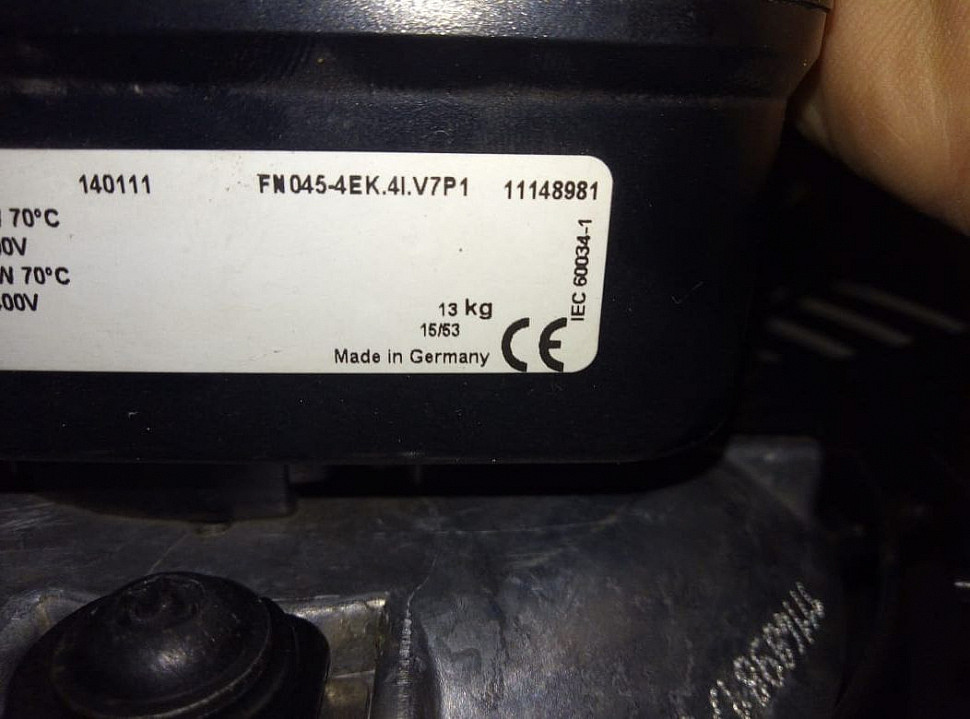 140111 FN045-4EK.4I.V7P1 11148981
70°C
0V
N 70°C
00V
IEC 60034-1
13 kg
15/53
Made in Germany
CE